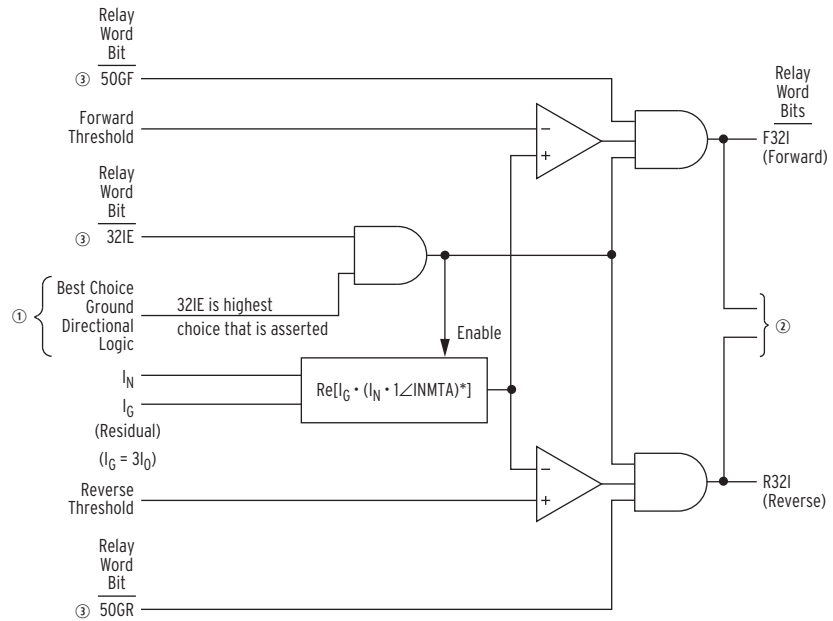 Relay
Word
Bit
③ 50GF
Forward
Threshold
Relay
Word
Bit
③ 32IE
① Best Choice
Ground
Directional
Logic
32IE is highest
choice that is asserted
Enable
I_N
I_G
(Residual)
(I_G = 3I_0)
Re[I_G • (I_N • 1∠INMTA)*]
Reverse
Threshold
Relay
Word
Bit
③ 50GR
−
+
−
+
Relay
Word
Bits
F32I
(Forward)
②
R32I
(Reverse)